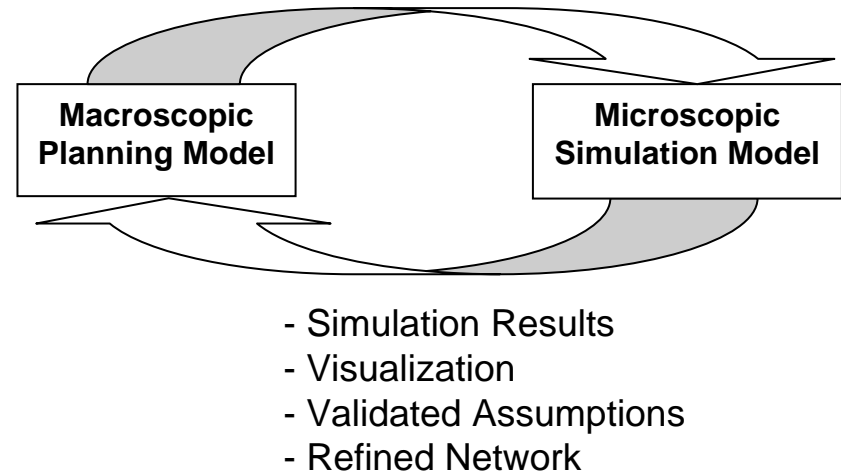 Macroscopic
Planning Model
Microscopic
Simulation Model
- Simulation Results
- Visualization
- Validated Assumptions
- Refined Network